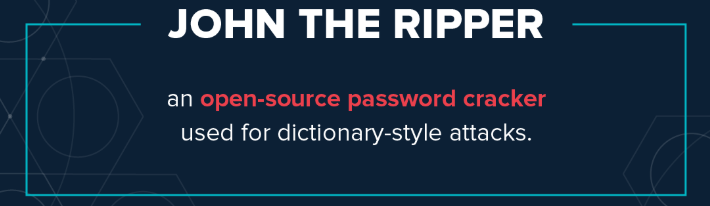 JOHN THE RIPPER
an open-source password cracker
used for dictionary-style attacks.